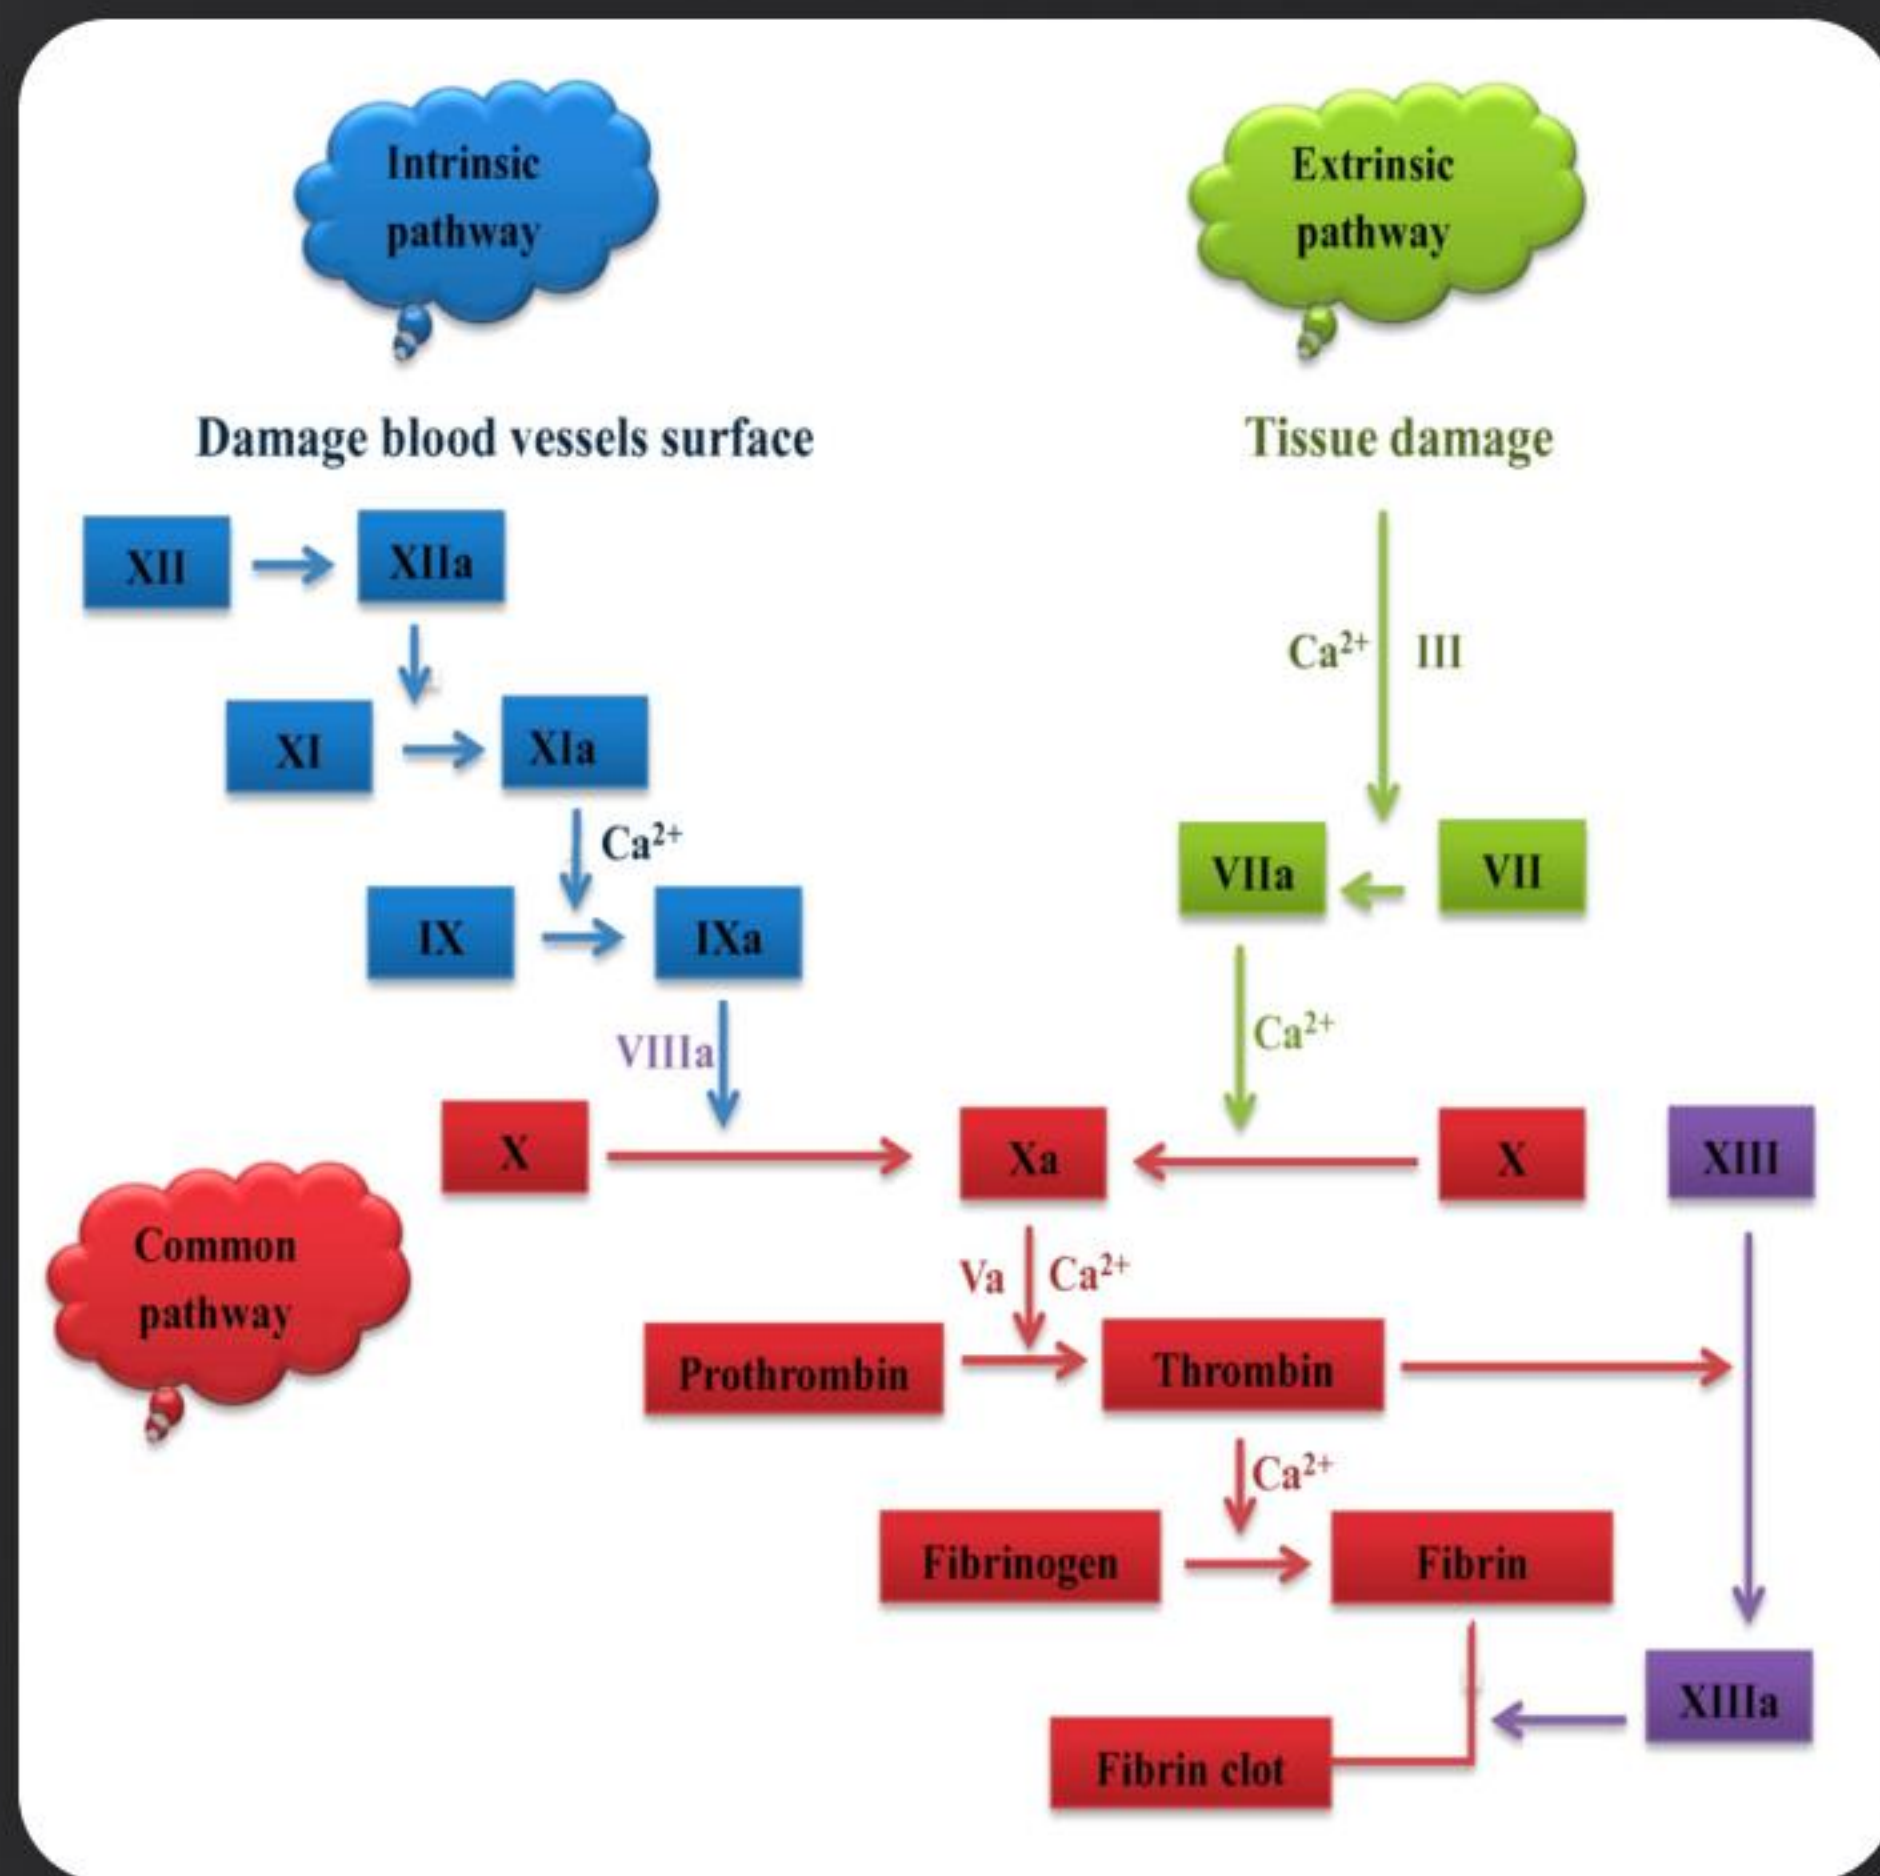 Intrinsic
pathway
Extrinsic
pathway
Damage blood vessels surface
Tissue damage
XII
XIIa
Ca²⁺
III
XI
XIa
Ca²⁺
VIIa
VII
IX
IXa
VIIIa
Ca²⁺
X
Xa
X
XIII
Common
pathway
Va
Ca²⁺
Prothrombin
Thrombin
Ca²⁺
Fibrinogen
Fibrin
XIIIa
Fibrin clot